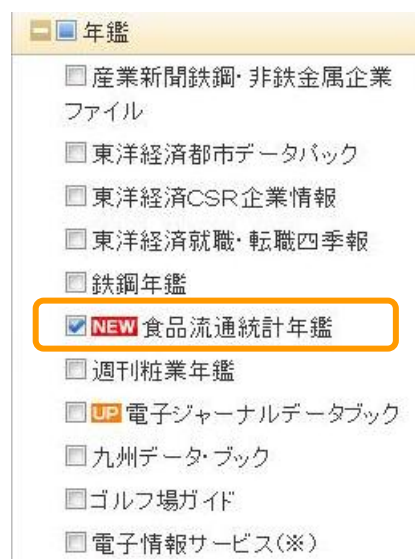 年鑑
産業新聞鉄鋼・非鉄金属企業
ファイル
東洋経済都市データパック
東洋経済CSR企業情報
東洋経済就職・転職四季報
鉄鋼年鑑
NEW 食品流通統計年鑑
週刊粧業年鑑
UP 電子ジャーナルデータブック
九州データ・ブック
ゴルフ場ガイド
電子情報サービス(※)